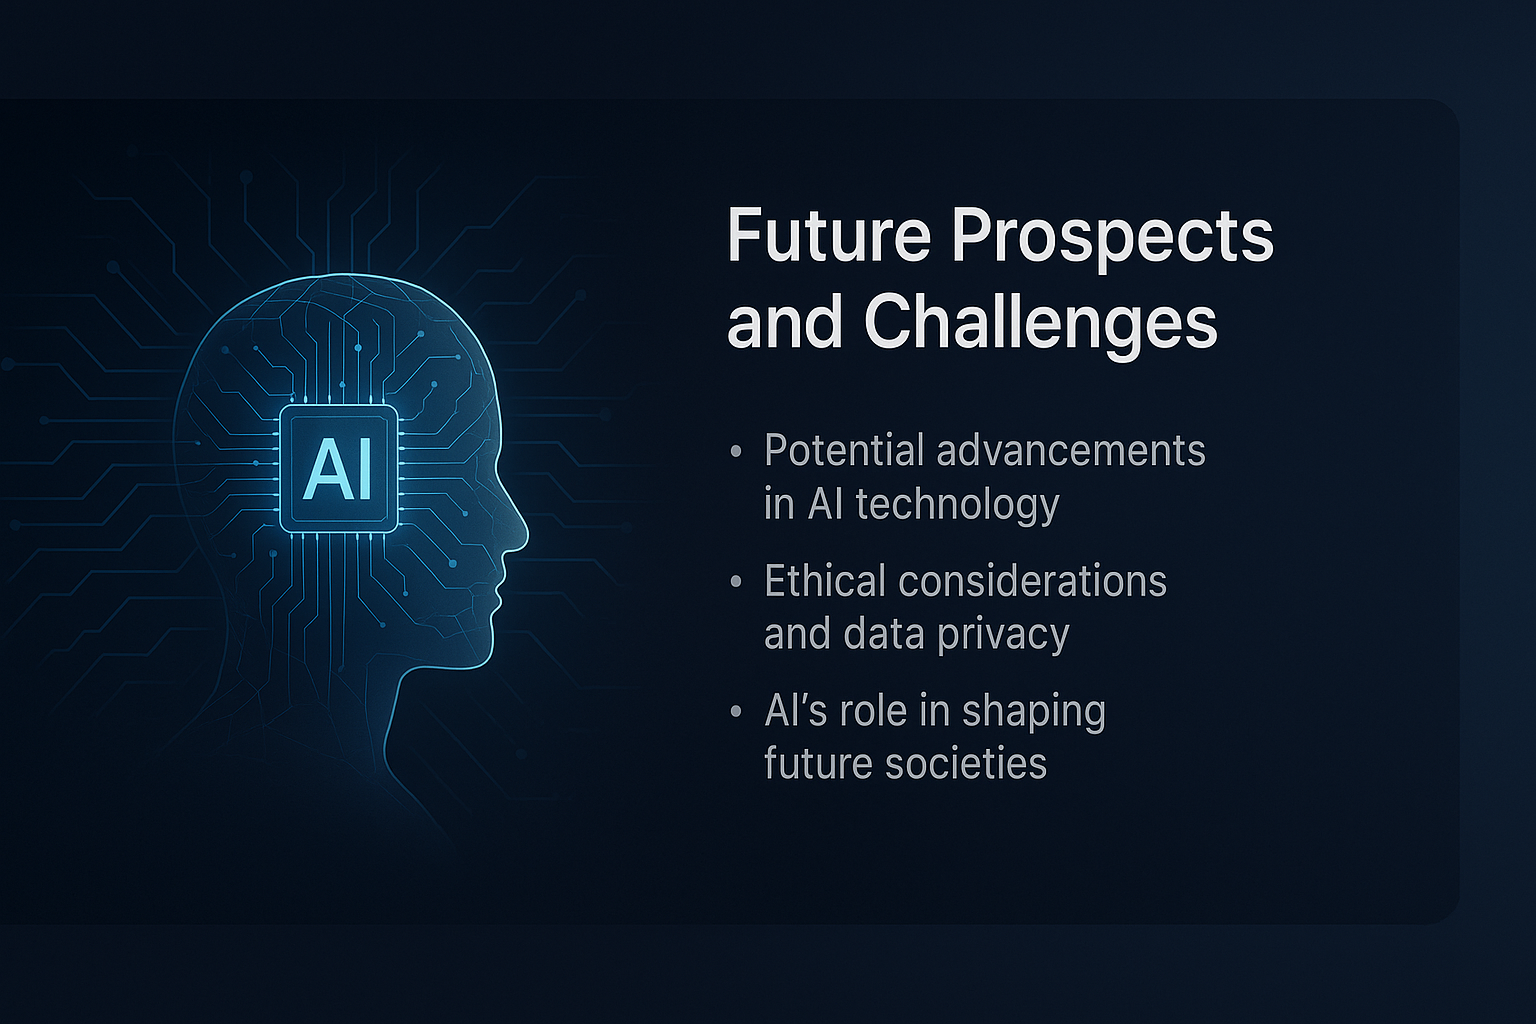 AI
Future Prospects
and Challenges
• Potential advancements
in AI technology
• Ethical considerations
and data privacy
• AI’s role in shaping
future societies